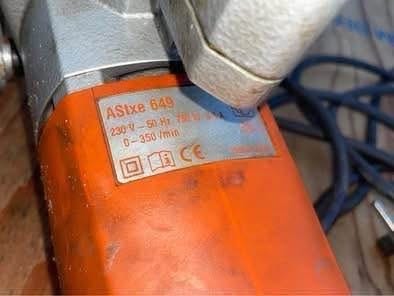 AStxe 649
230 V – 50 Hz
0–350/min
CE